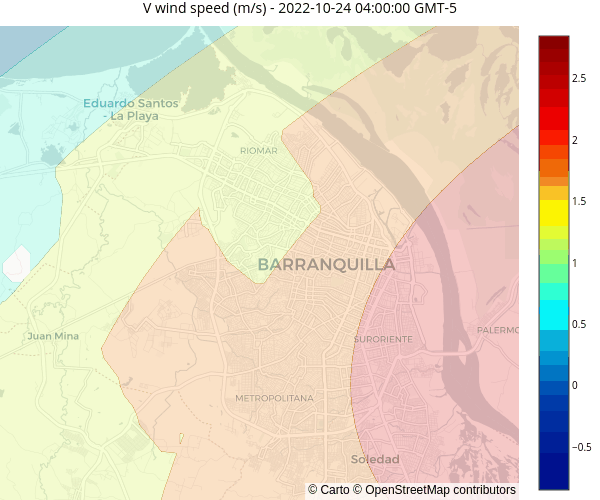 V wind speed (m/s) - 2022-10-24 04:00:00 GMT-5
Eduardo Santos
- La Playa
RIOMAR
BARRANQUILLA
Juan Mina
SURORIENTE
PALERMO
METROPOLITANA
Soledad
© Carto © OpenStreetMap contributors
2.5
2
1.5
1
0.5
0
−0.5